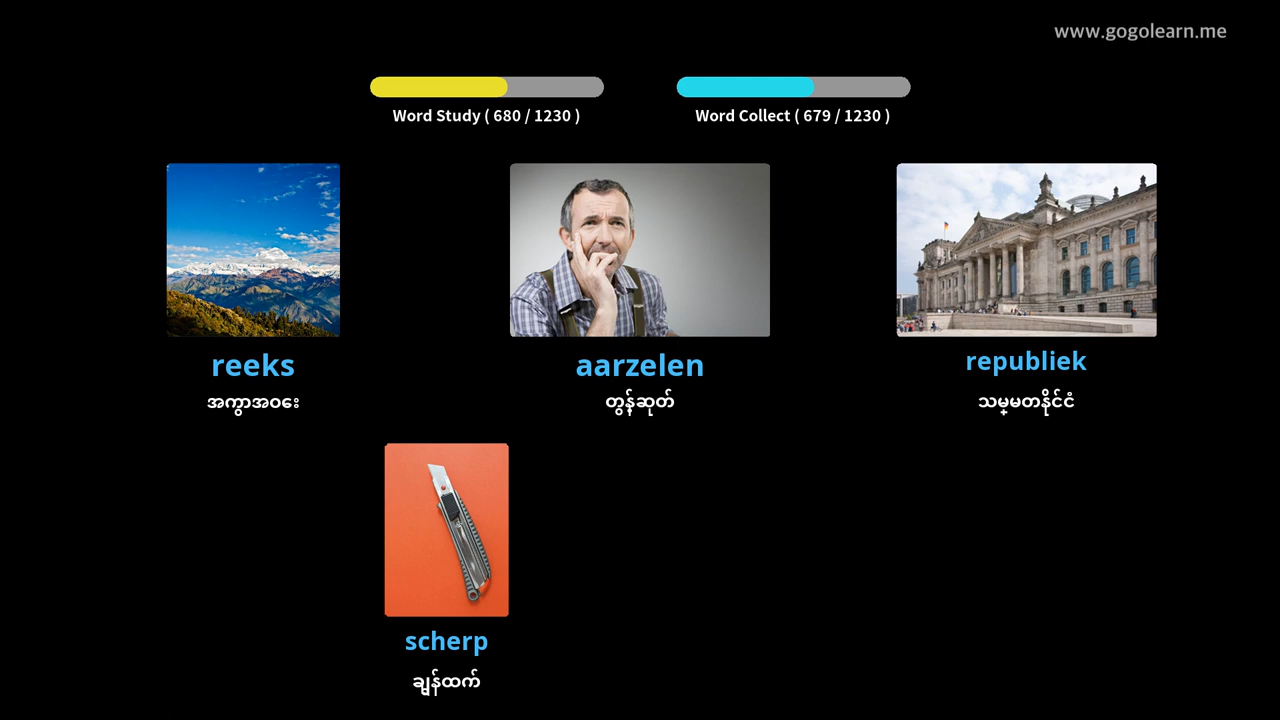 www.gogolearn.me
Word Study ( 680 / 1230 )
Word Collect ( 679 / 1230 )
reeks
အကွာအဝေး
aarzelen
တွန့်ဆုတ်
republiek
သမ္မတနိုင်ငံ
scherp
ချွန်ထက်